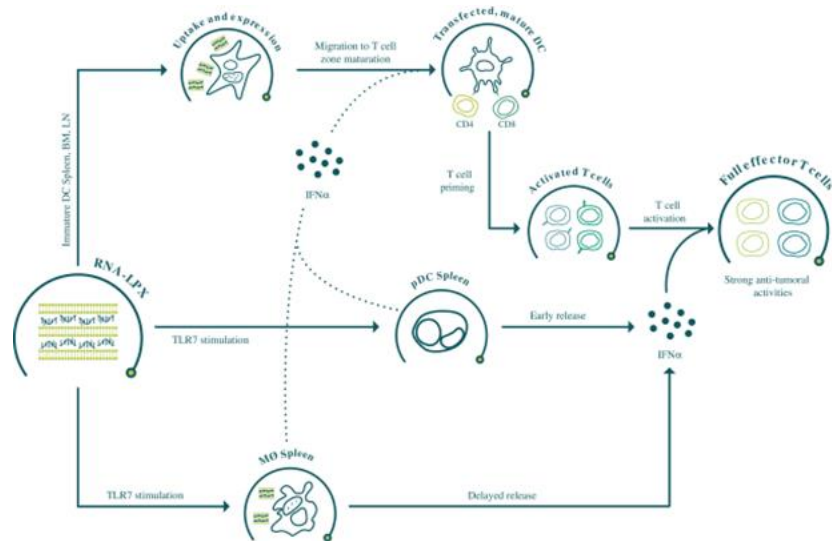 Uptake and expression
Migration to T cell
zone maturation
Transfected, mature DC
CD4
CD8
Immature DC Spleen, BM, LN
IFNα
T cell
priming
Activated T cells
T cell
activation
Full effector T cells
Strong anti-tumoral
activities
RNA-LPX
TLR7 stimulation
pDC Spleen
Early release
IFNα
MØ Spleen
TLR7 stimulation
Delayed release